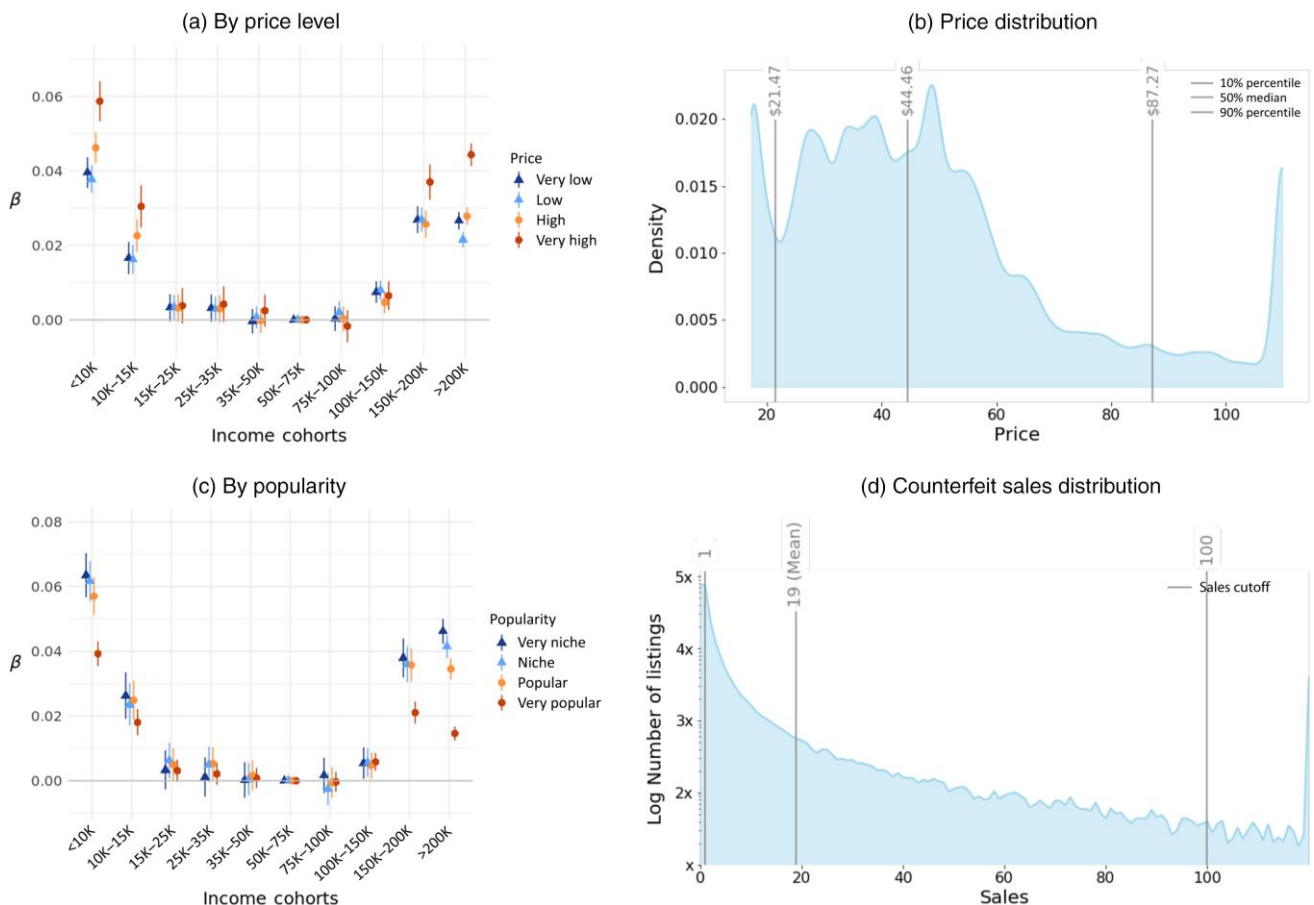 (a) By price level
0.06
0.04
0.02
0.00
β
<10K
10K–15K
15K–25K
25K–35K
35K–50K
50K–75K
75K–100K
100K–150K
150K–200K
>200K
Income cohorts
Price
Very low
Low
High
Very high
(b) Price distribution
$21.47
$44.46
$87.27
10% percentile
50% median
90% percentile
0.020
0.015
0.010
0.005
0.000
Density
20
40
60
80
100
Price
(c) By popularity
0.08
0.06
0.04
0.02
0.00
β
<10K
10K–15K
15K–25K
25K–35K
35K–50K
50K–75K
75K–100K
100K–150K
150K–200K
>200K
Income cohorts
Popularity
Very niche
Niche
Popular
Very popular
(d) Counterfeit sales distribution
1
19 (Mean)
100
Sales cutoff
5x
4x
3x
2x
x
Log Number of listings
0
20
40
60
80
100
Sales